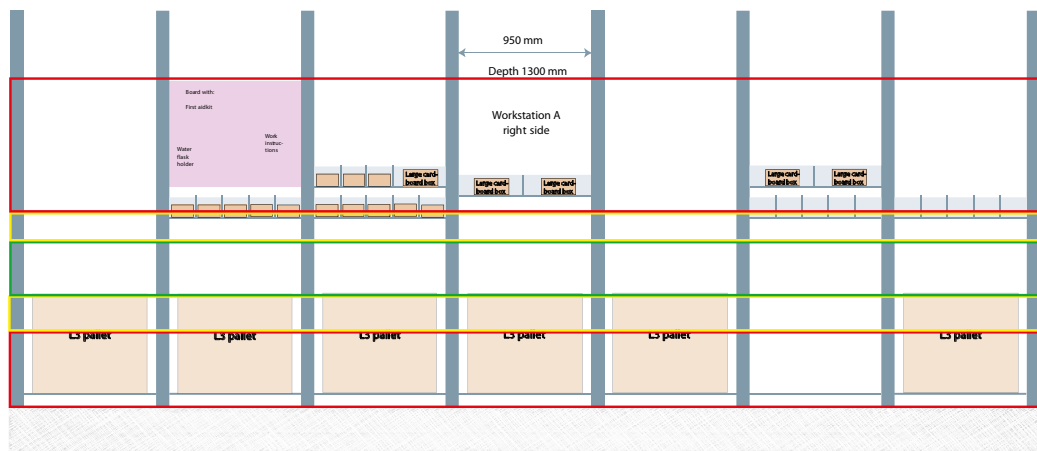 950 mm
Depth 1300 mm
Board with:
First aidkit
Work
instruc-
tions
Water
flask
holder
Workstation A
right side
Large card-
board box
Large card-
board box
Large card-
board box
Large card-
board box
Large card-
board box
L3 pallet
L3 pallet
L3 pallet
L3 pallet
L3 pallet
L3 pallet